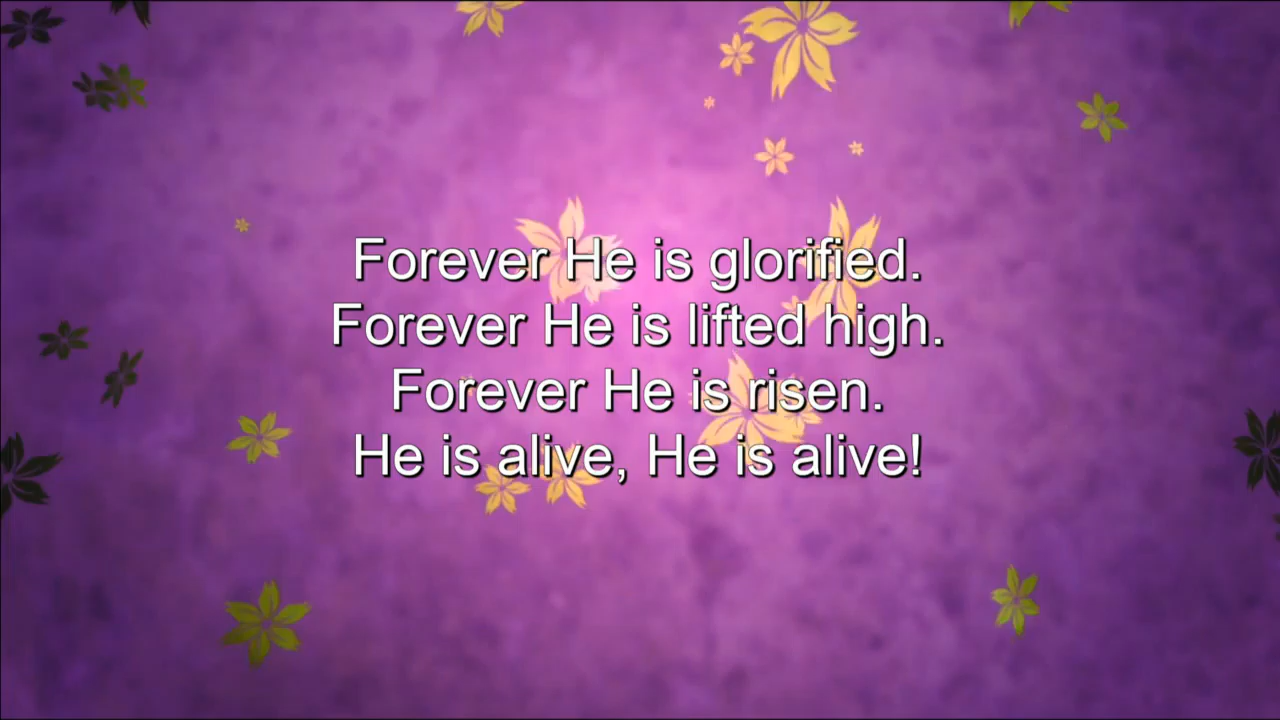 Forever He is glorified.
Forever He is lifted high.
Forever He is risen.
He is alive, He is alive!